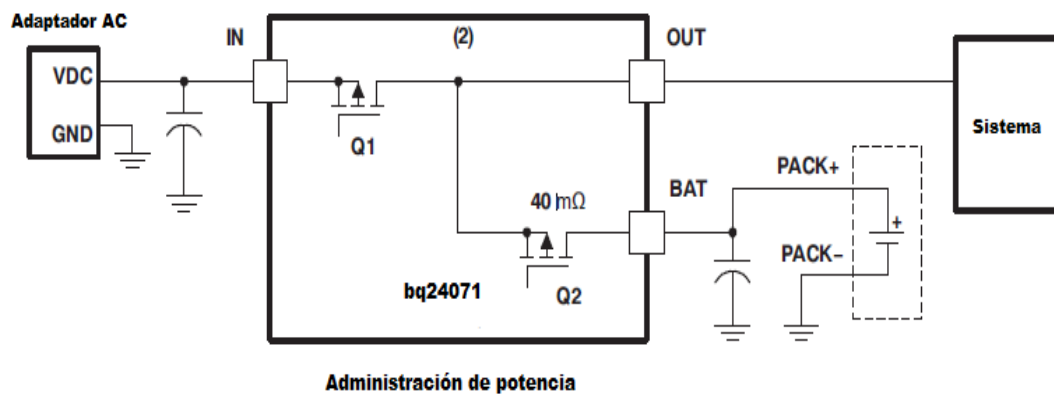 Adaptador AC
VDC
GND
IN
(2)
OUT
Q1
Sistema
40 mΩ
BAT
PACK+
+
PACK−
bq24071
Q2
Administración de potencia